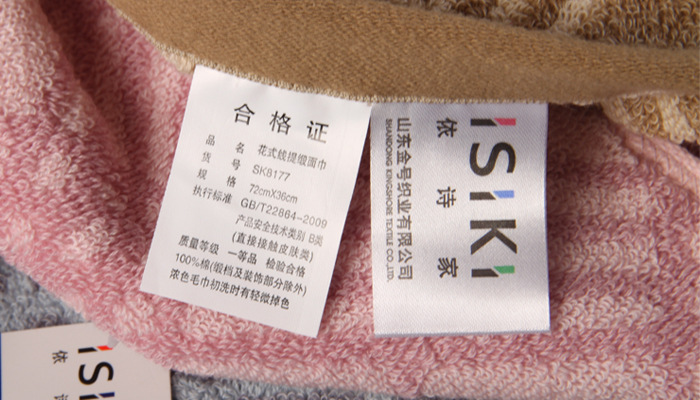 合格证
品 名 花式线提缎面巾
货 号 SK8177
规 格 72cmX36cm
执行标准 GB/T22864-2009
产品安全技术类别 B类
(直接接触皮肤类)
质量等级 一等品 检验合格
100%棉(缎档及装饰部分除外)
浓色毛巾初洗时有轻微掉色
iSiKi
依诗家
山东金号织业有限公司
SHANDONG KINGSHORE TEXTILE CO.,LTD.
iSi
依诗